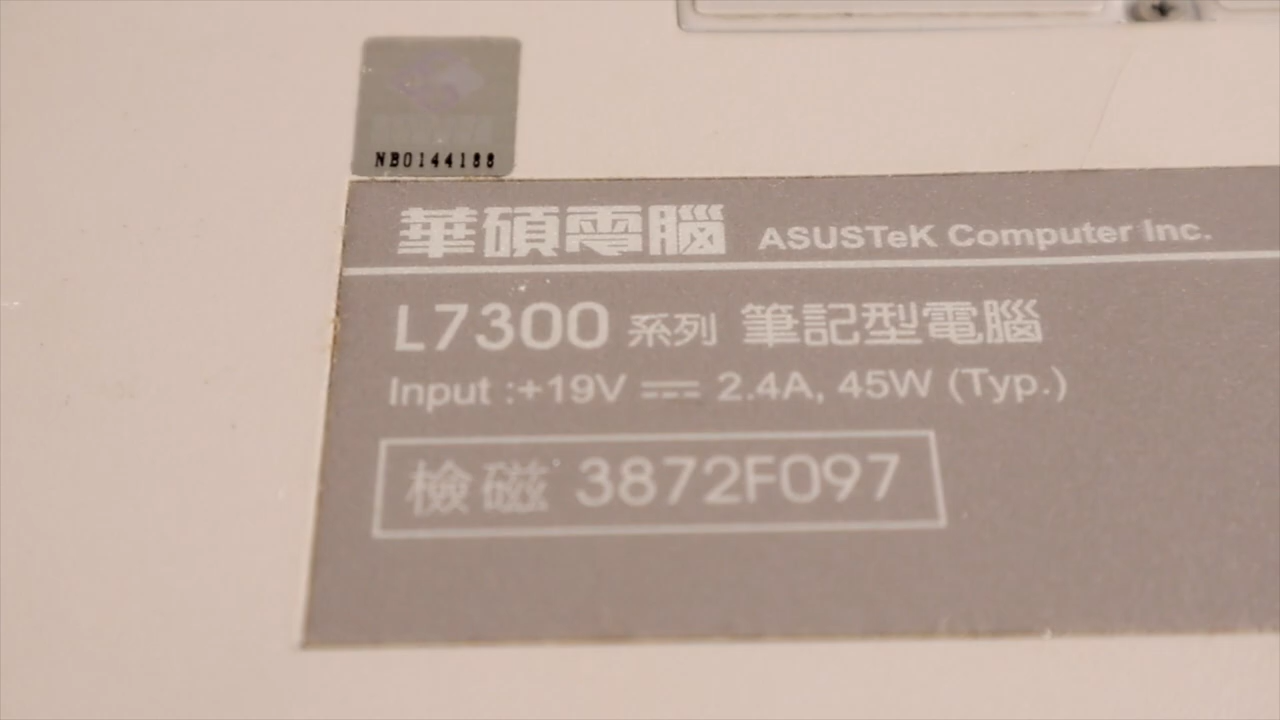 NB0144188
華碩電腦 ASUSTeK Computer Inc.
L7300 系列 筆記型電腦
Input :+19V ⎓ 2.4A, 45W (Typ.)
檢磁 3872F097